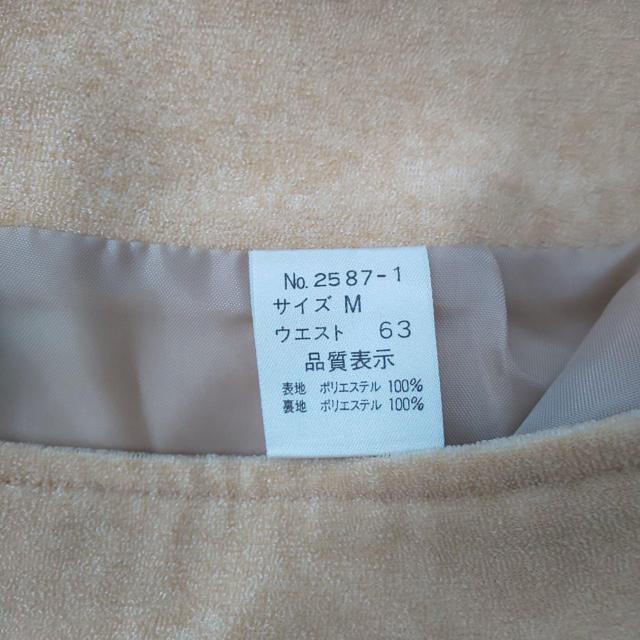 No.2587-1
サイズ M
ウエスト 63
品質表示
表地 ポリエステル 100%
裏地 ポリエステル 100%